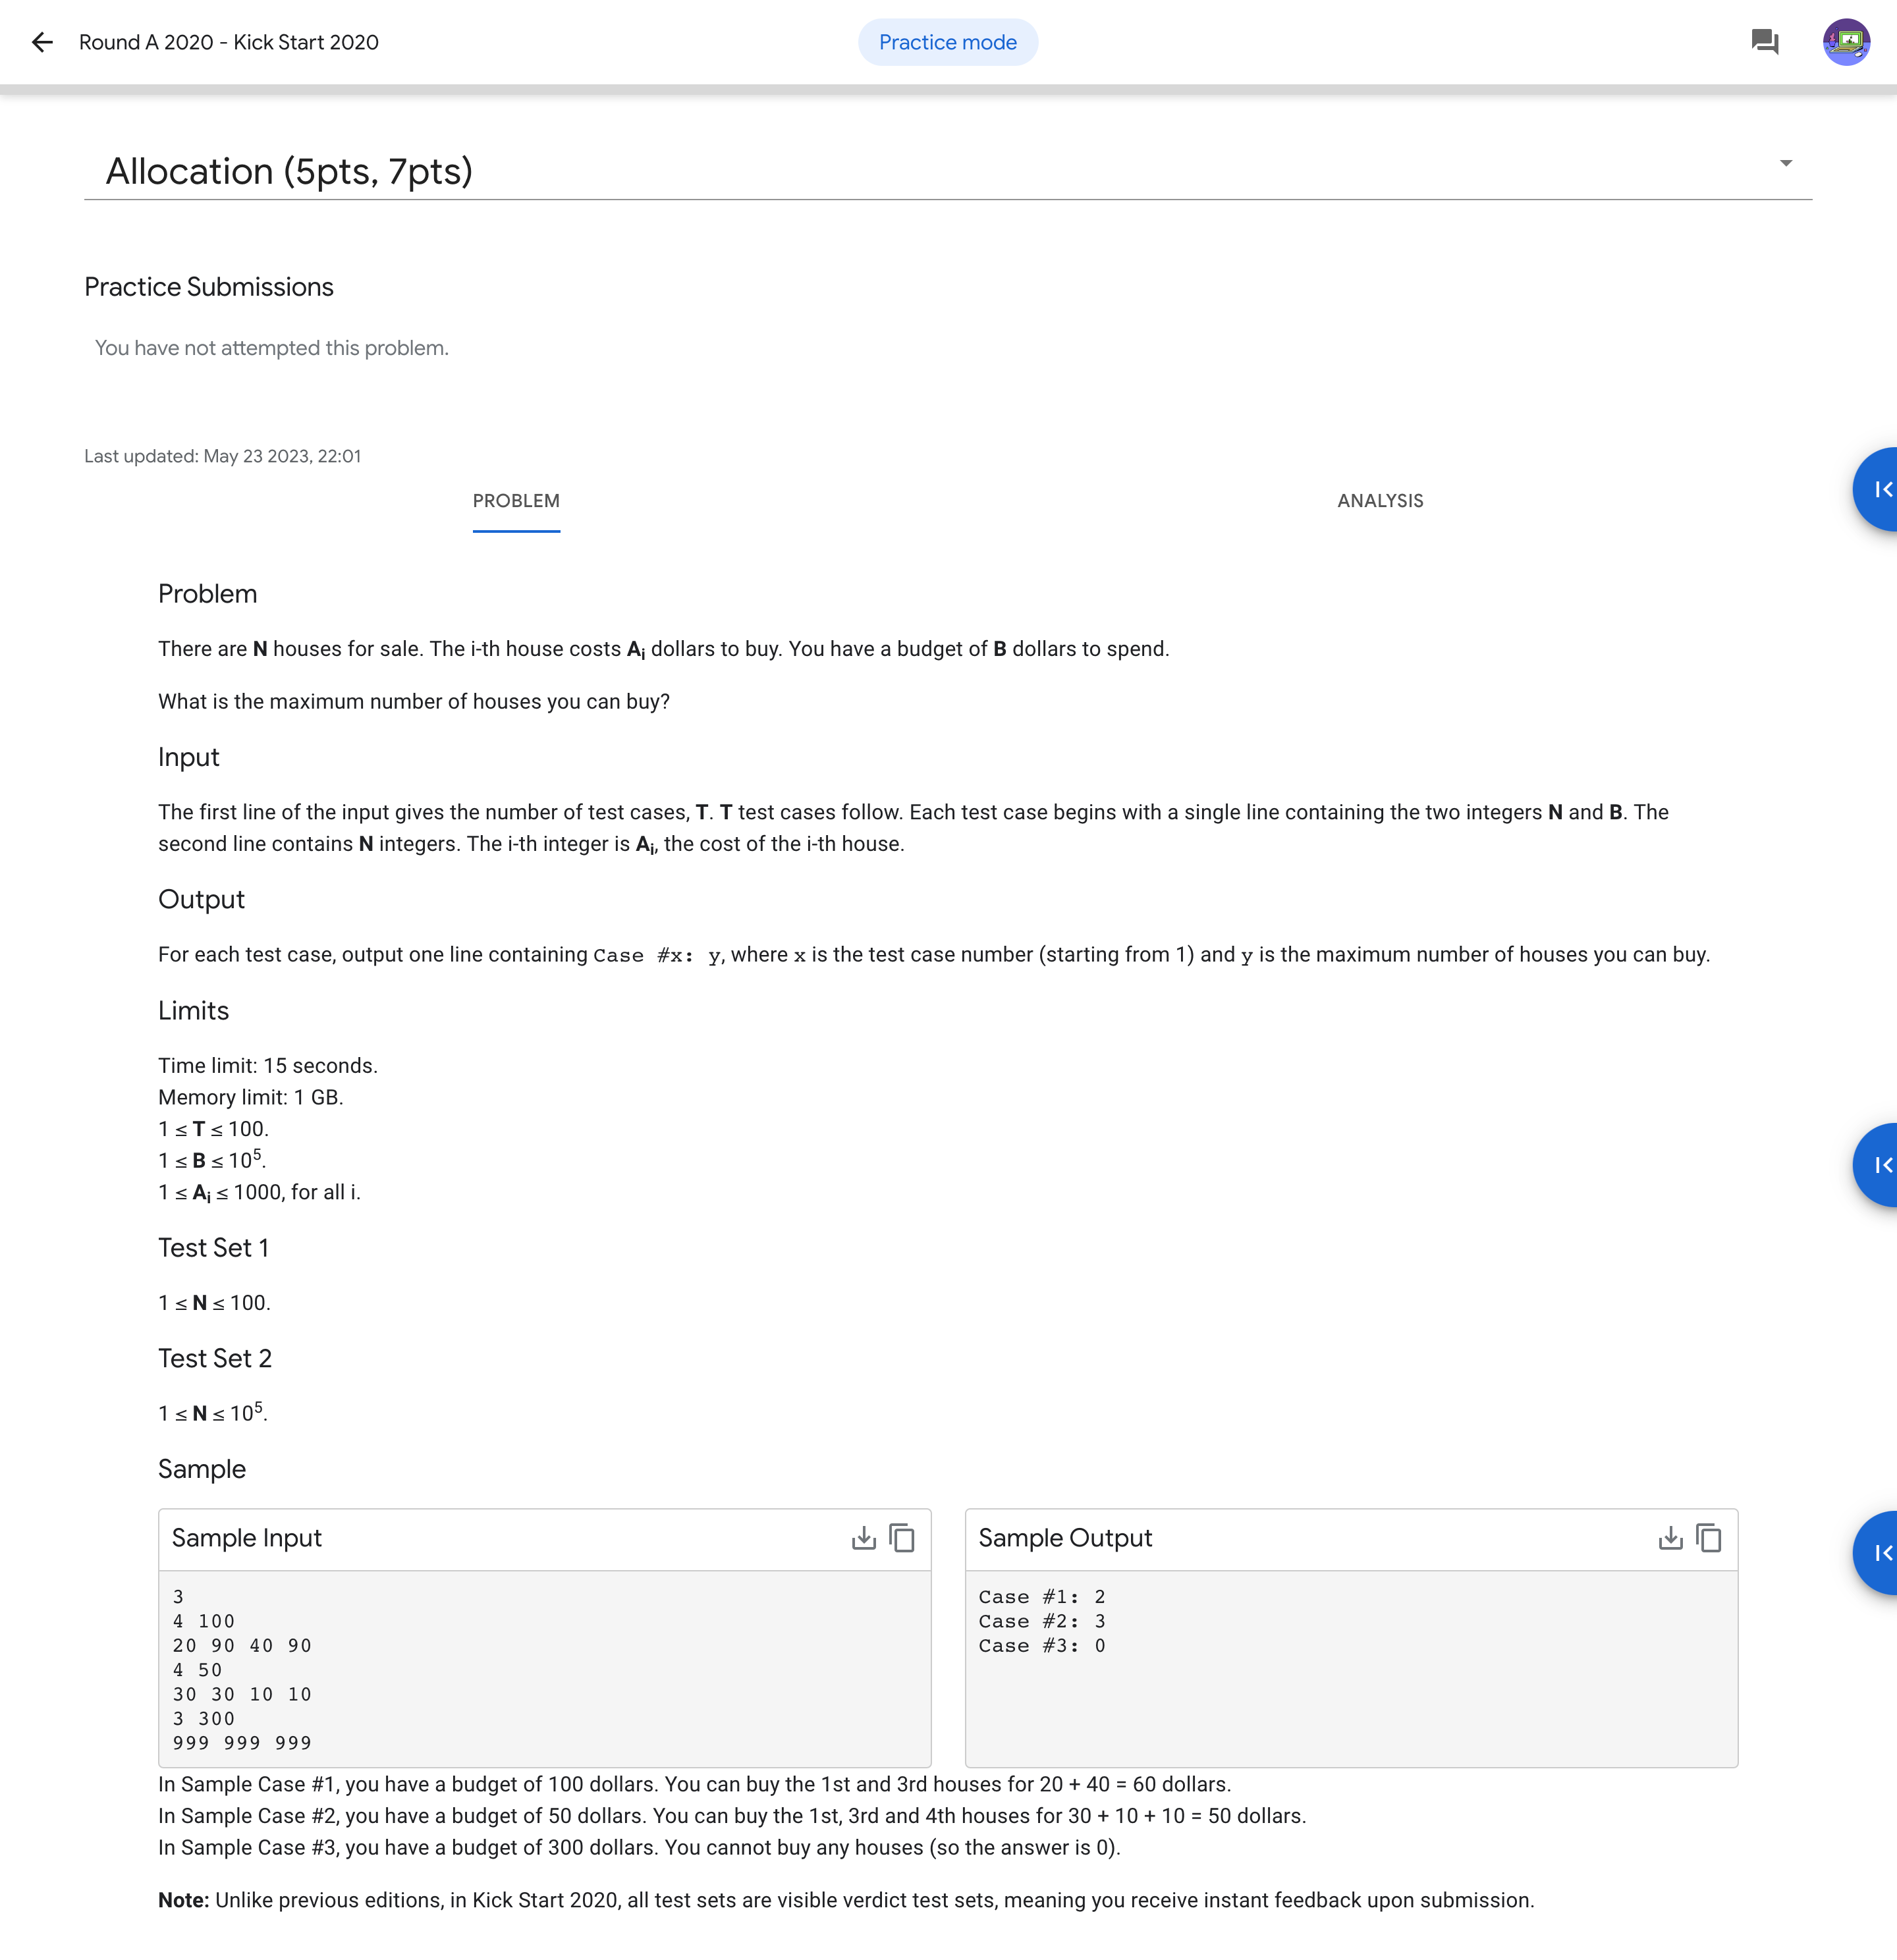 Round A 2020 - Kick Start 2020
Practice mode
Allocation (5pts, 7pts)
Practice Submissions
You have not attempted this problem.
Last updated: May 23 2023, 22:01
PROBLEM
ANALYSIS
Problem
There are N houses for sale. The i-th house costs Ai dollars to buy. You have a budget of B dollars to spend.
What is the maximum number of houses you can buy?
Input
The first line of the input gives the number of test cases, T. T test cases follow. Each test case begins with a single line containing the two integers N and B. The
second line contains N integers. The i-th integer is Ai, the cost of the i-th house.
Output
For each test case, output one line containing Case #x: y, where x is the test case number (starting from 1) and y is the maximum number of houses you can buy.
Limits
Time limit: 15 seconds.
Memory limit: 1 GB.
1 ≤ T ≤ 100.
1 ≤ B ≤ 10^5.
1 ≤ Ai ≤ 1000, for all i.
Test Set 1
1 ≤ N ≤ 100.
Test Set 2
1 ≤ N ≤ 10^5.
Sample
Sample Input
3
4 100
20 90 40 90
4 50
30 30 10 10
3 300
999 999 999
Sample Output
Case #1: 2
Case #2: 3
Case #3: 0
In Sample Case #1, you have a budget of 100 dollars. You can buy the 1st and 3rd houses for 20 + 40 = 60 dollars.
In Sample Case #2, you have a budget of 50 dollars. You can buy the 1st, 3rd and 4th houses for 30 + 10 + 10 = 50 dollars.
In Sample Case #3, you have a budget of 300 dollars. You cannot buy any houses (so the answer is 0).
Note: Unlike previous editions, in Kick Start 2020, all test sets are visible verdict test sets, meaning you receive instant feedback upon submission.